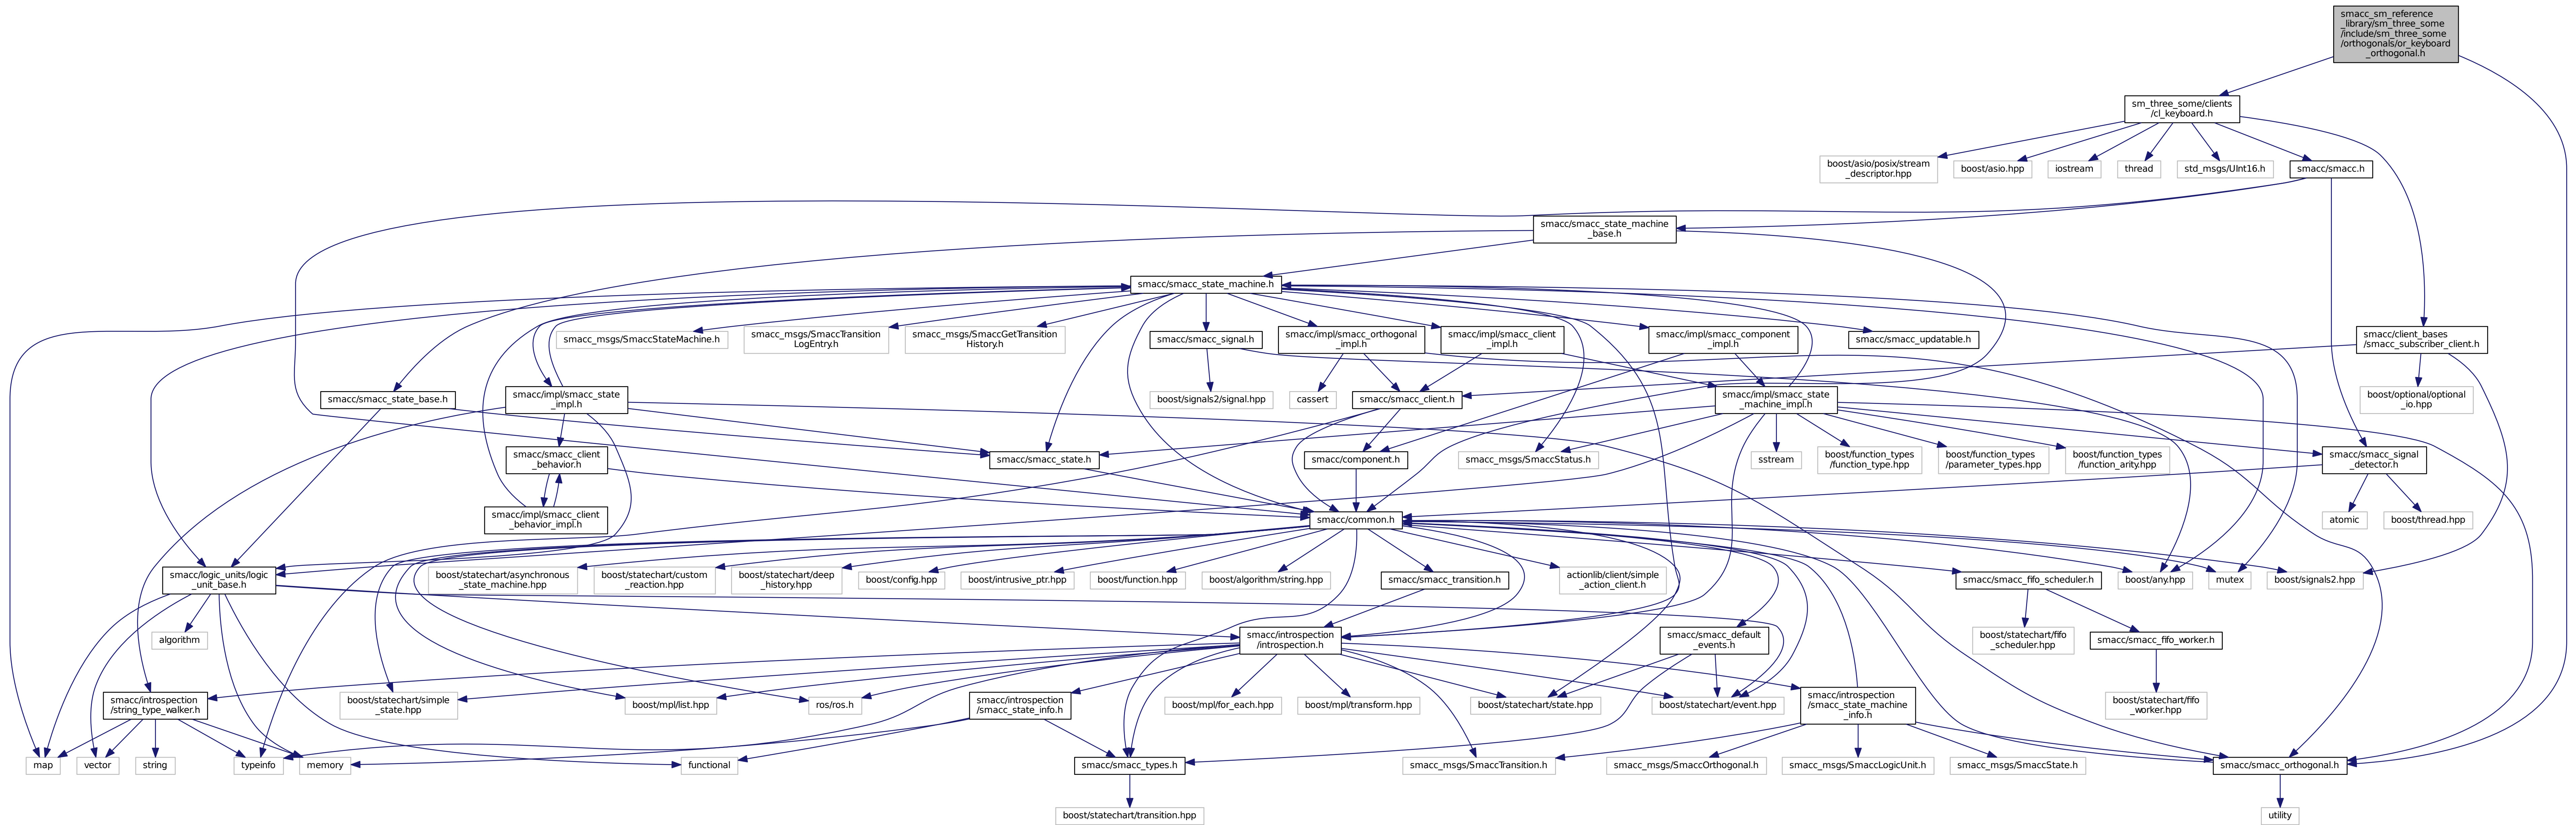 smacc_sm_reference
_library/sm_three_some
/include/sm_three_some
/orthogonals/or_keyboard
_orthogonal.h
sm_three_some/clients
/cl_keyboard.h
boost/asio/posix/stream
_descriptor.hpp
boost/asio.hpp
iostream
thread
std_msgs/UInt16.h
smacc/smacc.h
smacc/smacc_state_machine
_base.h
smacc/smacc_state_machine.h
smacc_msgs/SmaccStateMachine.h
smacc_msgs/SmaccTransition
LogEntry.h
smacc_msgs/SmaccGetTransition
History.h
smacc/smacc_signal.h
smacc/impl/smacc_orthogonal
_impl.h
smacc/impl/smacc_client
_impl.h
smacc/impl/smacc_component
_impl.h
smacc/smacc_updatable.h
smacc/client_bases
/smacc_subscriber_client.h
smacc/smacc_state_base.h
smacc/impl/smacc_state
_impl.h
boost/signals2/signal.hpp
cassert
smacc/smacc_client.h
smacc/impl/smacc_state
_machine_impl.h
boost/optional/optional
_io.hpp
smacc/smacc_client
_behavior.h
smacc/smacc_state.h
smacc/component.h
smacc_msgs/SmaccStatus.h
sstream
boost/function_types
/function_type.hpp
boost/function_types
/parameter_types.hpp
boost/function_types
/function_arity.hpp
smacc/smacc_signal
_detector.h
smacc/impl/smacc_client
_behavior_impl.h
smacc/common.h
atomic
boost/thread.hpp
smacc/logic_units/logic
_unit_base.h
boost/statechart/asynchronous
_state_machine.hpp
boost/statechart/custom
_reaction.hpp
boost/statechart/deep
_history.hpp
boost/config.hpp
boost/intrusive_ptr.hpp
boost/function.hpp
boost/algorithm/string.hpp
smacc/smacc_transition.h
actionlib/client/simple
_action_client.h
smacc/smacc_fifo_scheduler.h
boost/any.hpp
mutex
boost/signals2.hpp
algorithm
smacc/introspection
/introspection.h
smacc/smacc_default
_events.h
boost/statechart/fifo
_scheduler.hpp
smacc/smacc_fifo_worker.h
smacc/introspection
/string_type_walker.h
boost/statechart/simple
_state.hpp
boost/mpl/list.hpp
ros/ros.h
smacc/introspection
/smacc_state_info.h
boost/mpl/for_each.hpp
boost/mpl/transform.hpp
boost/statechart/state.hpp
boost/statechart/event.hpp
smacc/introspection
/smacc_state_machine
_info.h
boost/statechart/fifo
_worker.hpp
map
vector
string
typeinfo
memory
functional
smacc/smacc_types.h
smacc_msgs/SmaccTransition.h
smacc_msgs/SmaccOrthogonal.h
smacc_msgs/SmaccLogicUnit.h
smacc_msgs/SmaccState.h
smacc/smacc_orthogonal.h
boost/statechart/transition.hpp
utility